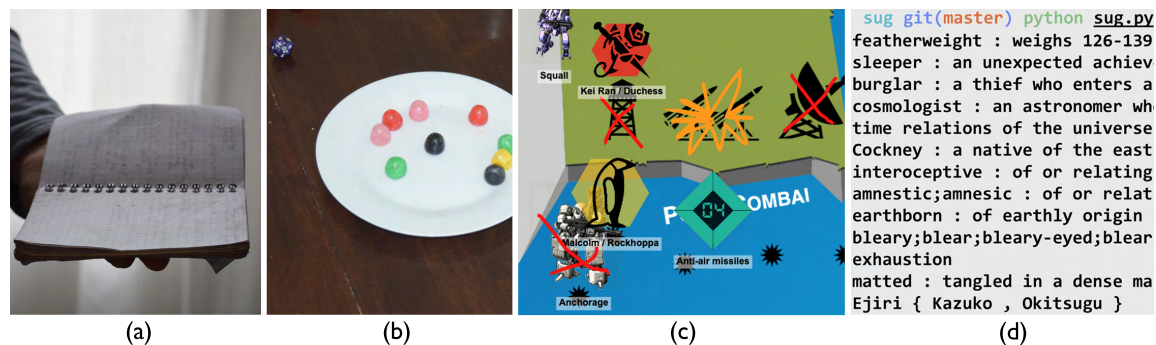 Squall
Kei Ran / Duchess
COMBAI
04
Malcolm / Rockhoppa
Anti-air missiles
Anchorage
sug git(master) python sug.py
featherweight : weighs 126-139
sleeper : an unexpected achieve
burglar : a thief who enters a
cosmologist : an astronomer who
time relations of the universe
Cockney : a native of the east
interoceptive : of or relating
amnestic;amnesic : of or relat
earthborn : of earthly origin
bleary;blear;bleary-eyed;blear
exhaustion
matted : tangled in a dense ma
Ejiri { Kazuko , Okitsugu }
(a) (b) (c) (d)